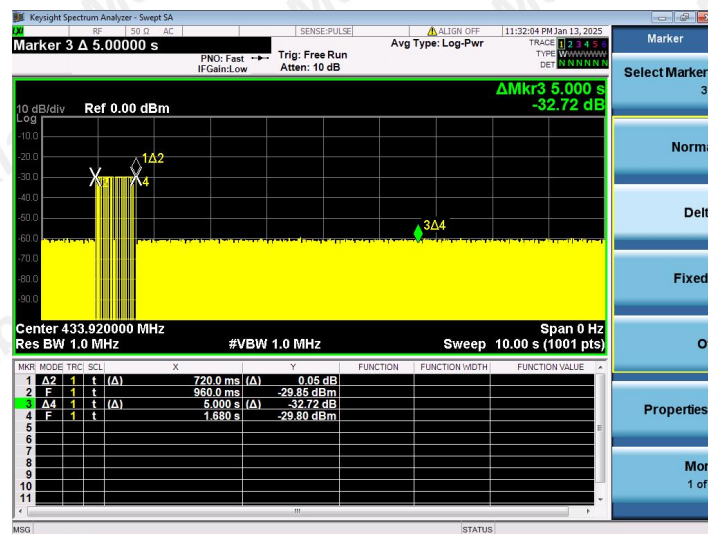 Keysight Spectrum Analyzer - Swept SA
RF 50 Ω AC SENSE:PULSE ALIGN OFF 11:32:04 PM Jan 13, 2025
Marker 3 Δ 5.00000 s
PNO: Fast
IFGain:Low
Trig: Free Run
Atten: 10 dB
Avg Type: Log-Pwr
TRACE 1 2 3 4 5 6
TYPE WWWWWW
DET N N N N N N
Marker
Select Marker
3
Norma
Delt
Fixed
O
Properties
Mor
1 of
ΔMkr3 5.000 s
-32.72 dB
10 dB/div Ref 0.00 dBm
Log
-10.0
-20.0
-30.0
-40.0
-50.0
-60.0
-70.0
-80.0
-90.0
1Δ2
2
4
3Δ4
Center 433.920000 MHz Span 0 Hz
Res BW 1.0 MHz #VBW 1.0 MHz Sweep 10.00 s (1001 pts)
MKR MODE TRC SCL X Y FUNCTION FUNCTION WIDTH FUNCTION VALUE
1 Δ2 1 t (Δ) 720.0 ms (Δ) 0.05 dB
2 F 1 t 960.0 ms -29.85 dBm
3 Δ4 1 t (Δ) 5.000 s (Δ) -32.72 dB
4 F 1 t 1.680 s -29.80 dBm
5
6
7
8
9
10
11
MSG STATUS